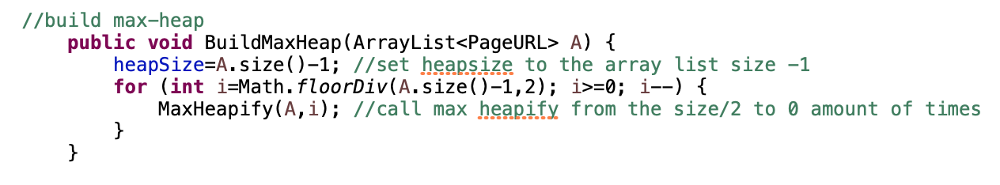 //build max-heap
public void BuildMaxHeap(ArrayList<PageURL> A) {
heapSize=A.size()-1; //set heapsize to the array list size -1
for (int i=Math.floorDiv(A.size()-1,2); i>=0; i--) {
MaxHeapify(A,i); //call max heapify from the size/2 to 0 amount of times
}
}